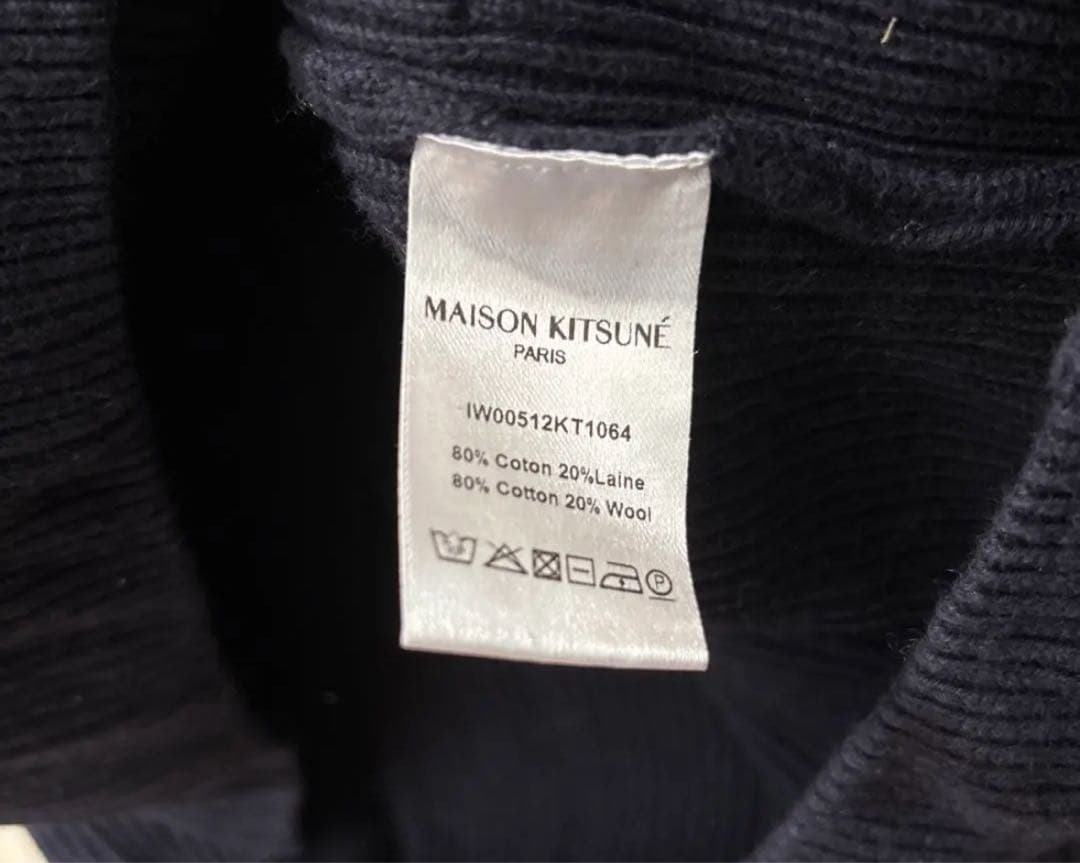 MAISON KITSUNÉ
PARIS
IW00512KT1064
80% Coton 20%Laine
80% Cotton 20% Wool
P